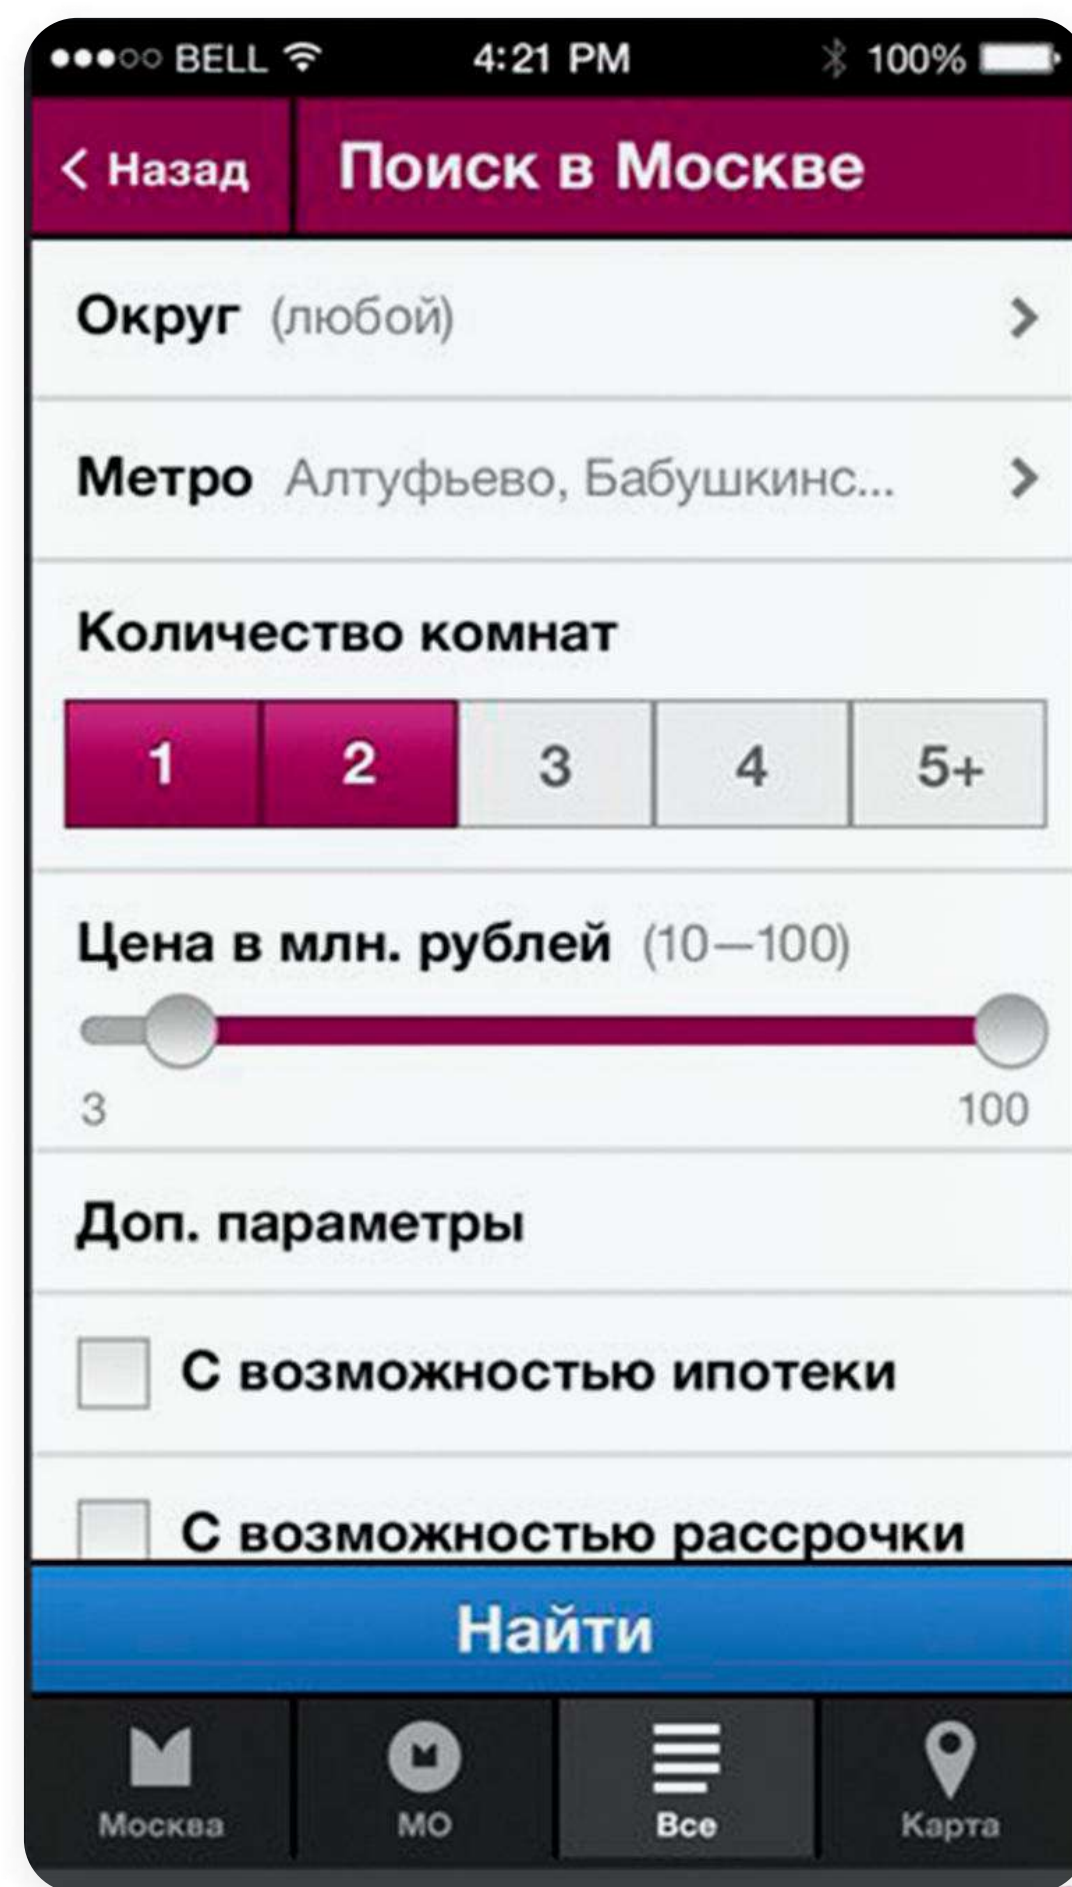 BELL 4:21 PM 100%
Назад Поиск в Москве
Округ (любой)
Метро Алтуфьево, Бабушкинс...
Количество комнат
1 2 3 4 5+
Цена в млн. рублей (10—100)
3 100
Доп. параметры
С возможностью ипотеки
С возможностью рассрочки
Найти
Москва МО Все Карта